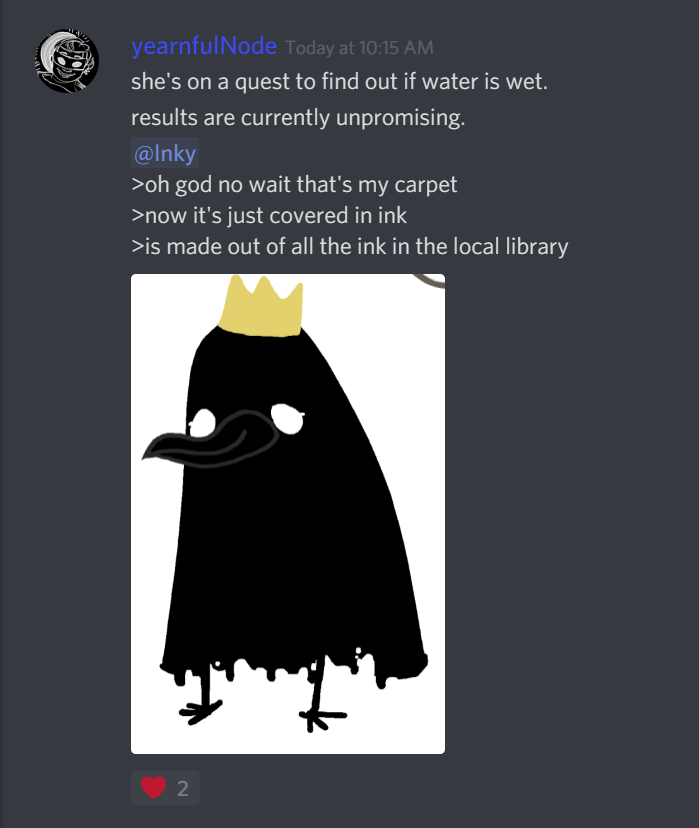 yearnfulNode Today at 10:15 AM
she's on a quest to find out if water is wet.
results are currently unpromising.
@Inky
>oh god no wait that's my carpet
>now it's just covered in ink
>is made out of all the ink in the local library
2